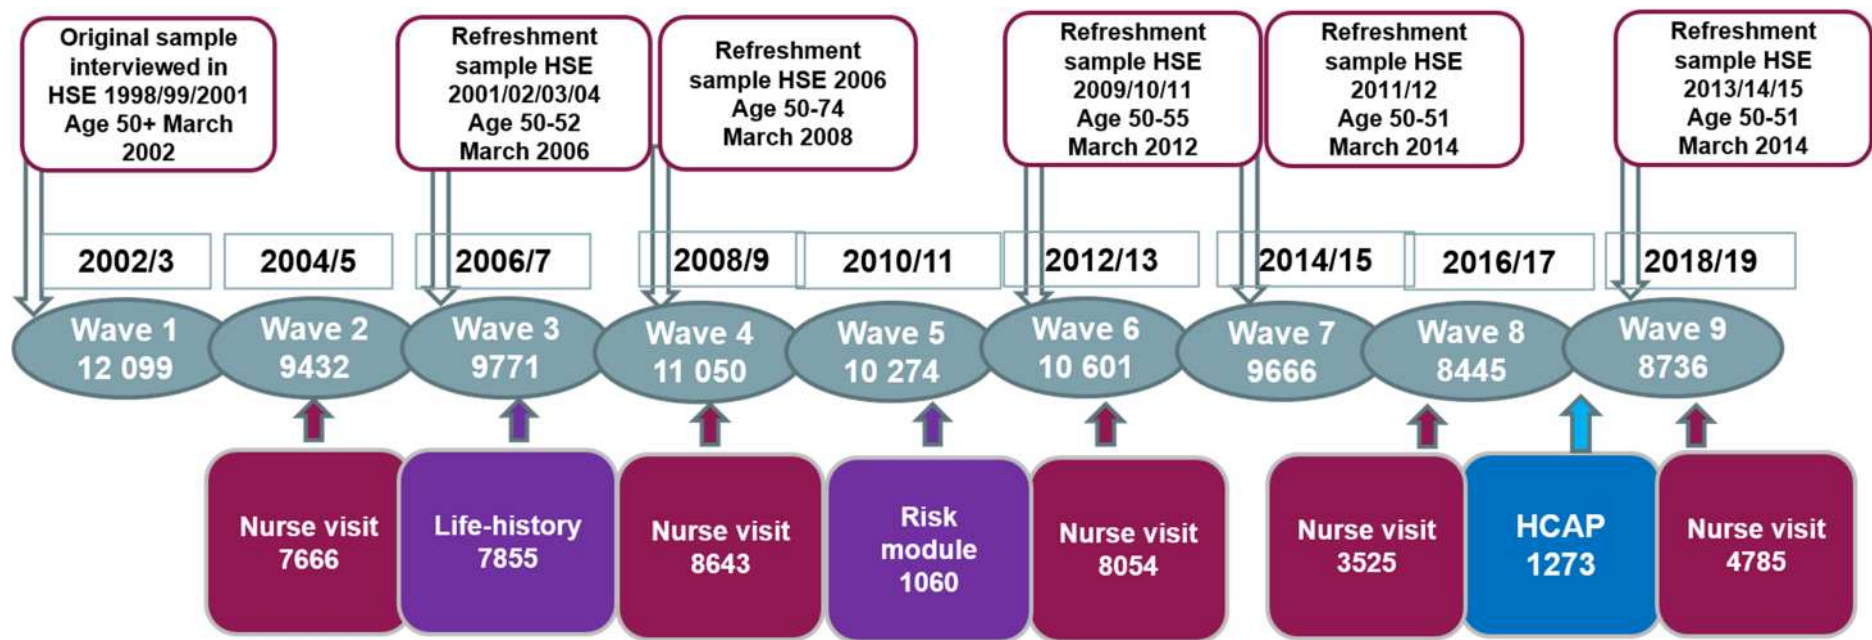 Original sample
interviewed in
HSE 1998/99/2001
Age 50+ March
2002
Refreshment
sample HSE
2001/02/03/04
Age 50-52
March 2006
Refreshment
sample HSE 2006
Age 50-74
March 2008
Refreshment
sample HSE
2009/10/11
Age 50-55
March 2012
Refreshment
sample HSE
2011/12
Age 50-51
March 2014
Refreshment
sample HSE
2013/14/15
Age 50-51
March 2014
2002/3
2004/5
2006/7
2008/9
2010/11
2012/13
2014/15
2016/17
2018/19
Wave 1
12 099
Wave 2
9432
Wave 3
9771
Wave 4
11 050
Wave 5
10 274
Wave 6
10 601
Wave 7
9666
Wave 8
8445
Wave 9
8736
Nurse visit
7666
Life-history
7855
Nurse visit
8643
Risk
module
1060
Nurse visit
8054
Nurse visit
3525
HCAP
1273
Nurse visit
4785